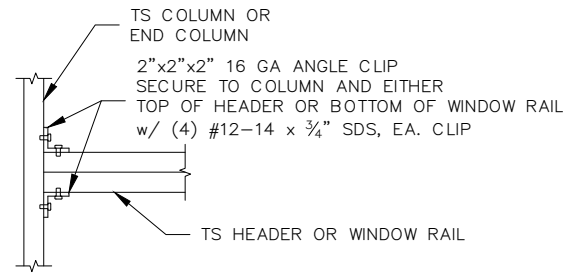 TS COLUMN OR
END COLUMN
2"x2"x2" 16 GA ANGLE CLIP
SECURE TO COLUMN AND EITHER
TOP OF HEADER OR BOTTOM OF WINDOW RAIL
w/ (4) #12-14 x ¾" SDS, EA. CLIP
TS HEADER OR WINDOW RAIL